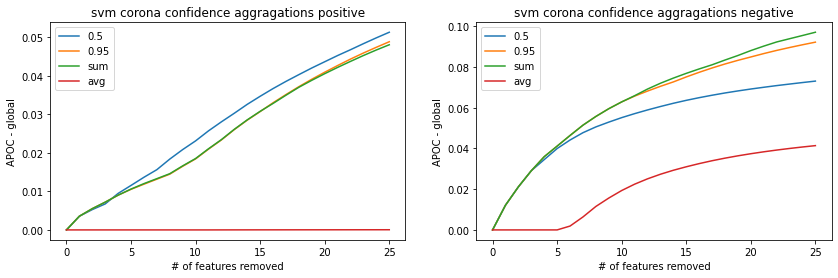 svm corona confidence aggragations positive
0.5
0.95
sum
avg
APOC - global
0.05
0.04
0.03
0.02
0.01
0.00
0 5 10 15 20 25
# of features removed
svm corona confidence aggragations negative
0.5
0.95
sum
avg
APOC - global
0.10
0.08
0.06
0.04
0.02
0.00
0 5 10 15 20 25
# of features removed